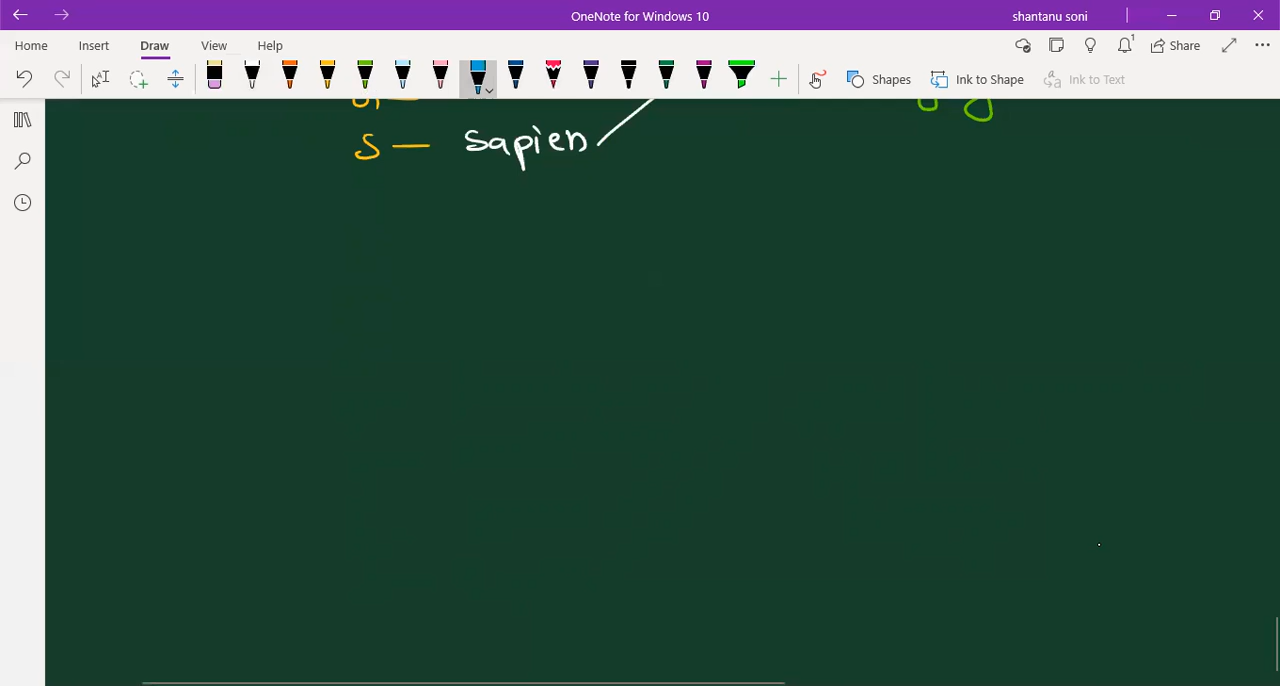 OneNote for Windows 10
shantanu soni
Home Insert Draw View Help
Share
Shapes Ink to Shape Ink to Text
S — Sapien